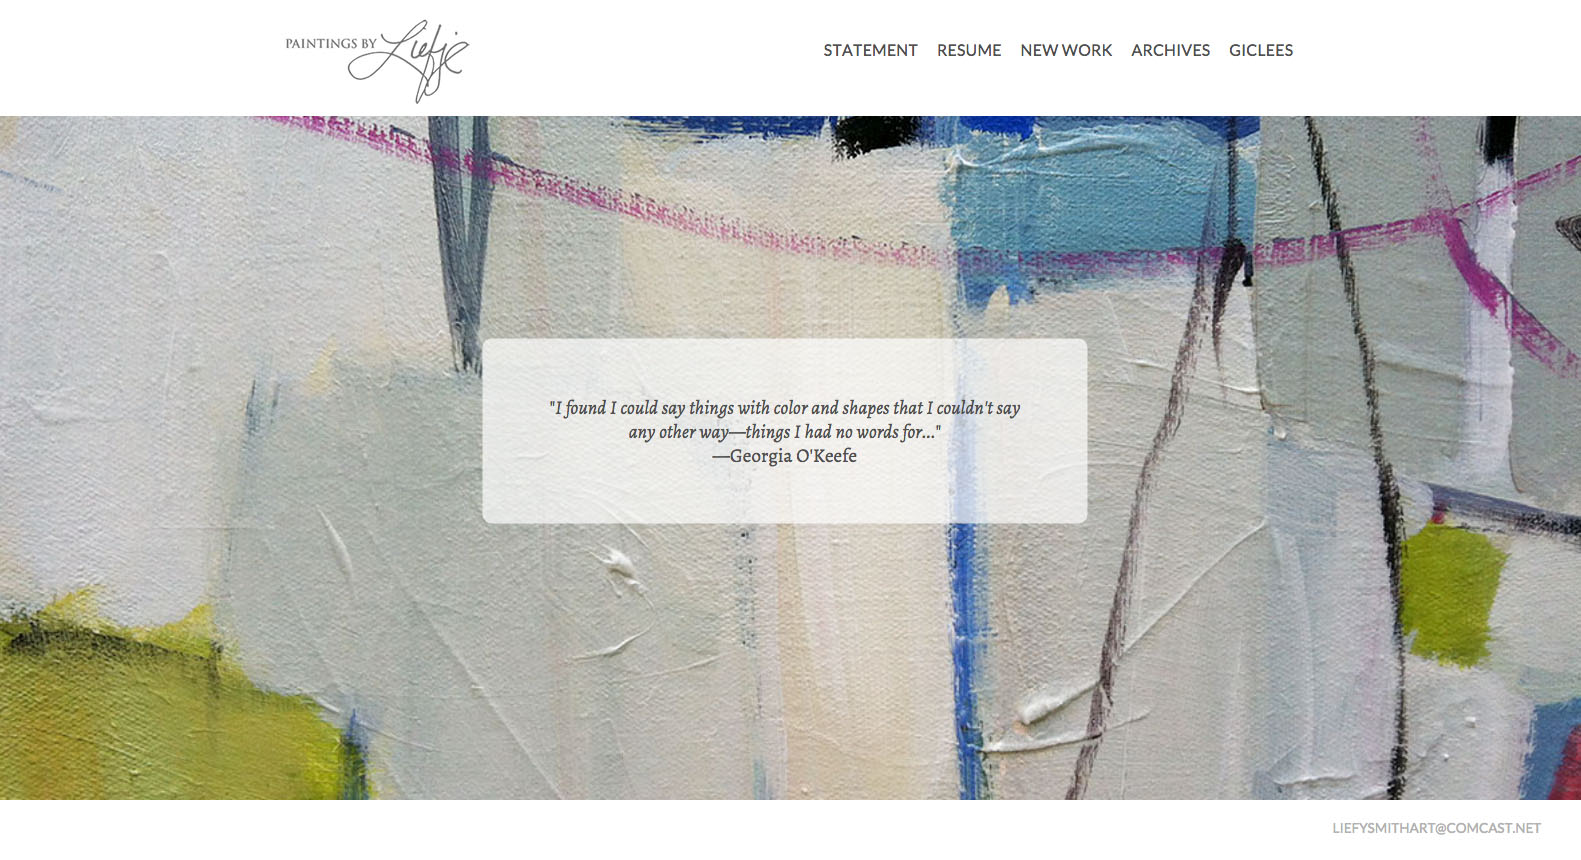 PAINTINGS BY Liefje
STATEMENT RESUME NEW WORK ARCHIVES GICLEES
"I found I could say things with color and shapes that I couldn't say
any other way—things I had no words for..."
—Georgia O'Keefe
LIEFYSMITHART@COMCAST.NET